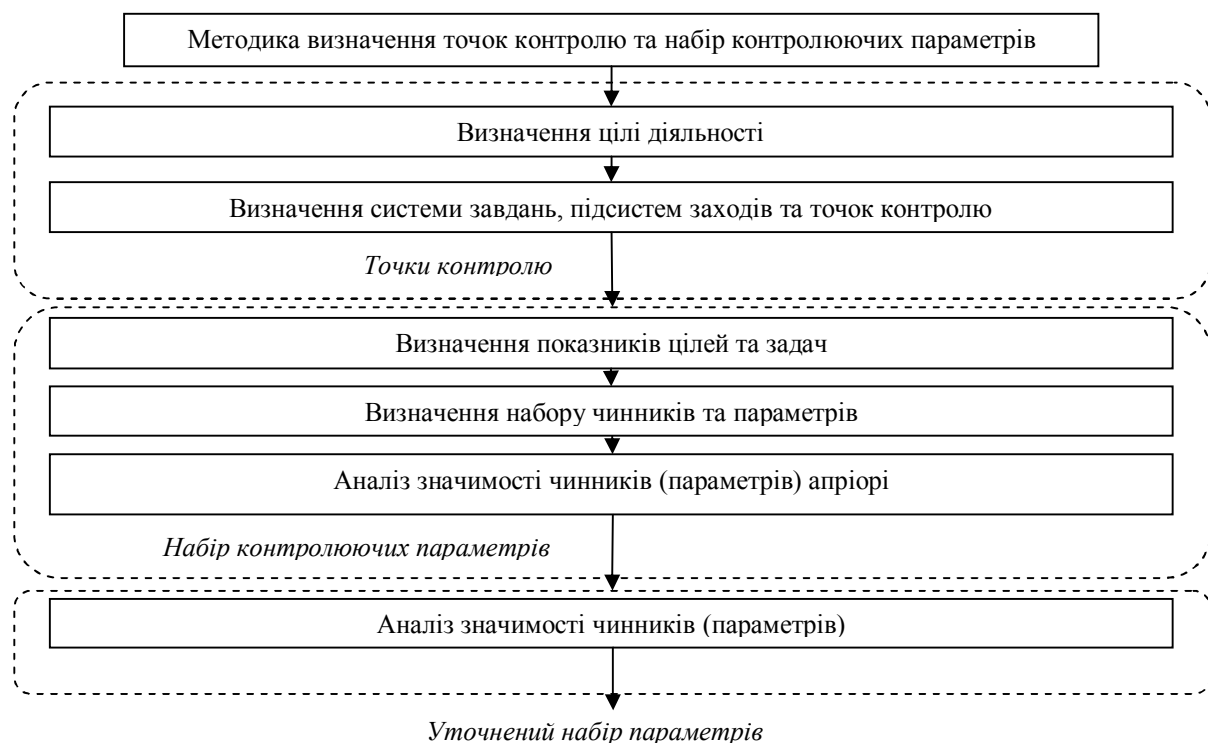 Методика визначення точок контролю та набір контролюючих параметрів
Визначення цілі діяльності
Визначення системи завдань, підсистем заходів та точок контролю
Точки контролю
Визначення показників цілей та задач
Визначення набору чинників та параметрів
Аналіз значимості чинників (параметрів) апріорі
Набір контролюючих параметрів
Аналіз значимості чинників (параметрів)
Уточнений набір параметрів